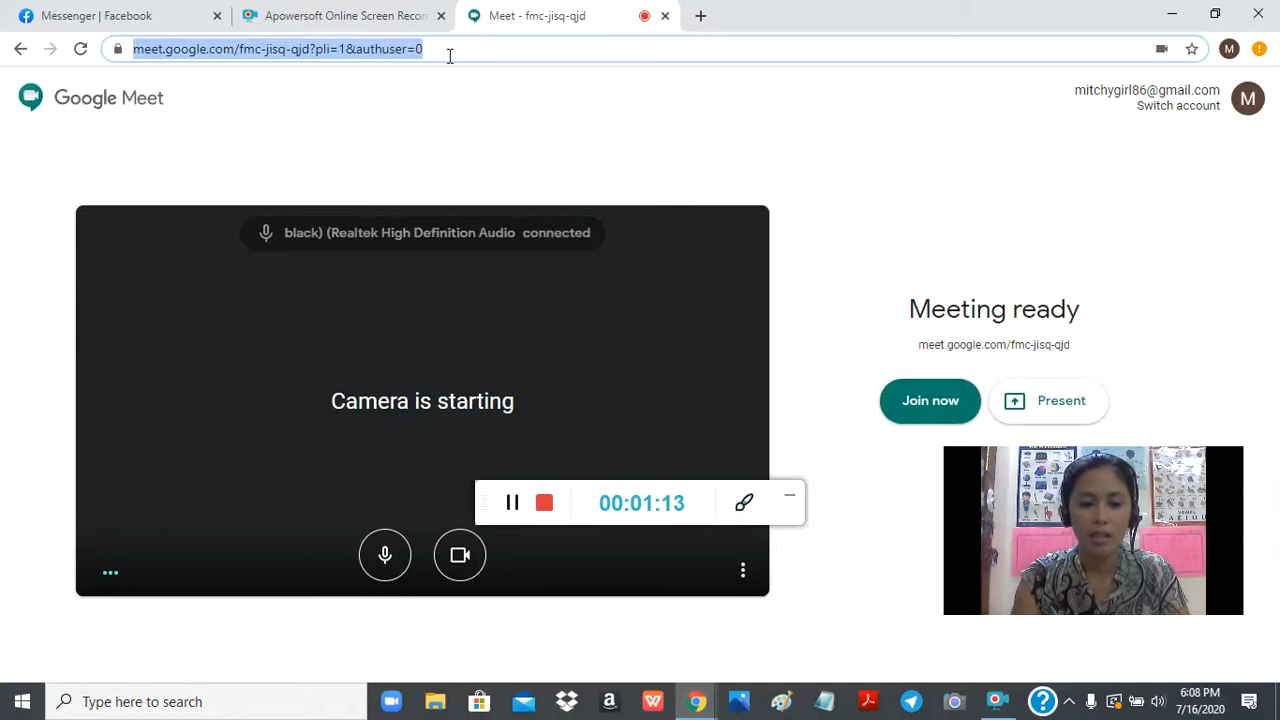 Messenger | Facebook
Apowersoft Online Screen Recor
Meet - fmc-jisq-qjd
meet.google.com/fmc-jisq-qjd?pli=1&authuser=0
M
Google Meet
mitchygirl86@gmail.com
Switch account
M
black) (Realtek High Definition Audio connected
Camera is starting
Meeting ready
meet.google.com/fmc-jisq-qjd
Join now
Present
00:01:13
Type here to search
6:08 PM
7/16/2020